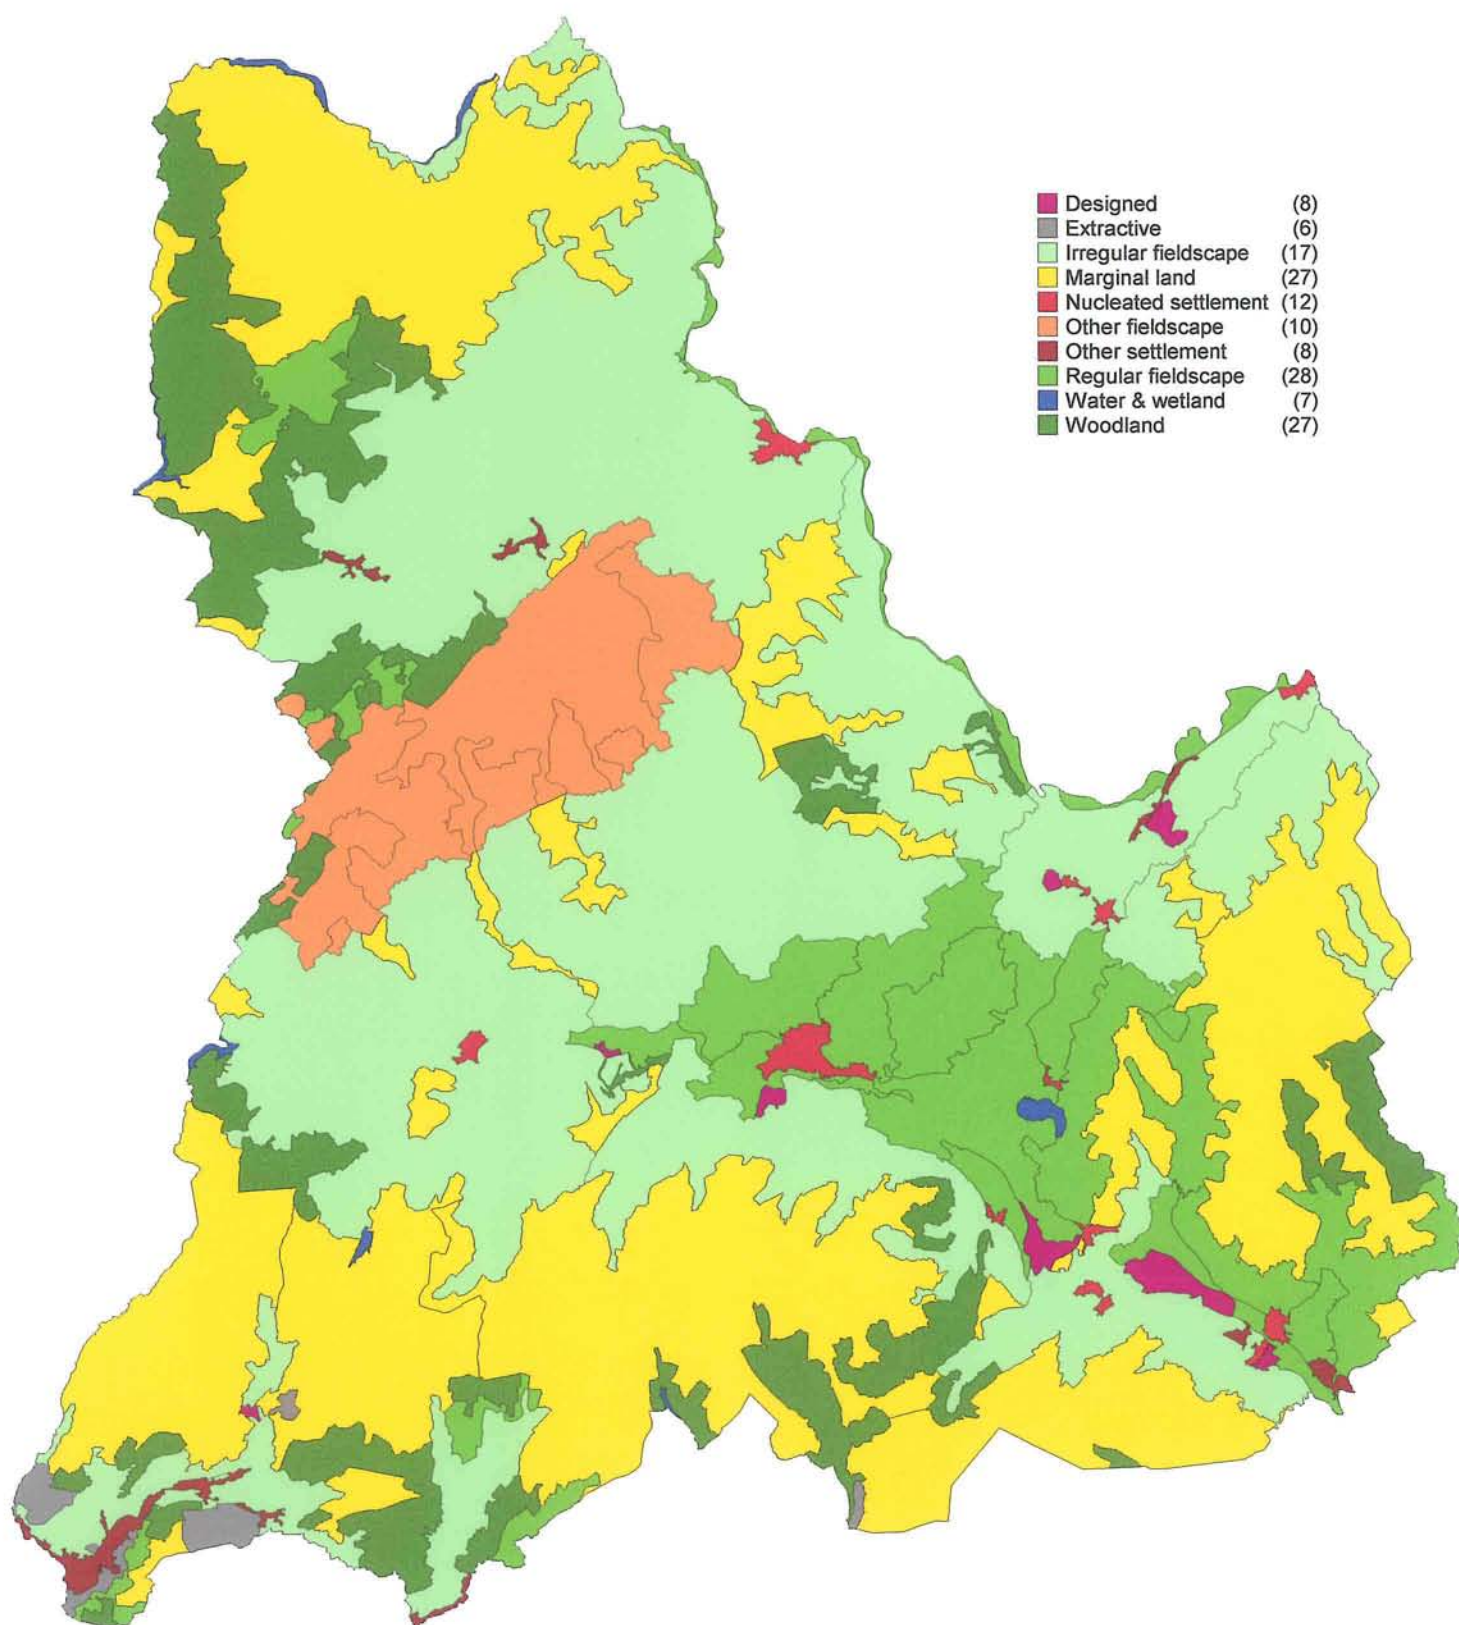 Designed (8)
Extractive (6)
Irregular fieldscape (17)
Marginal land (27)
Nucleated settlement (12)
Other fieldscape (10)
Other settlement (8)
Regular fieldscape (28)
Water & wetland (7)
Woodland (27)